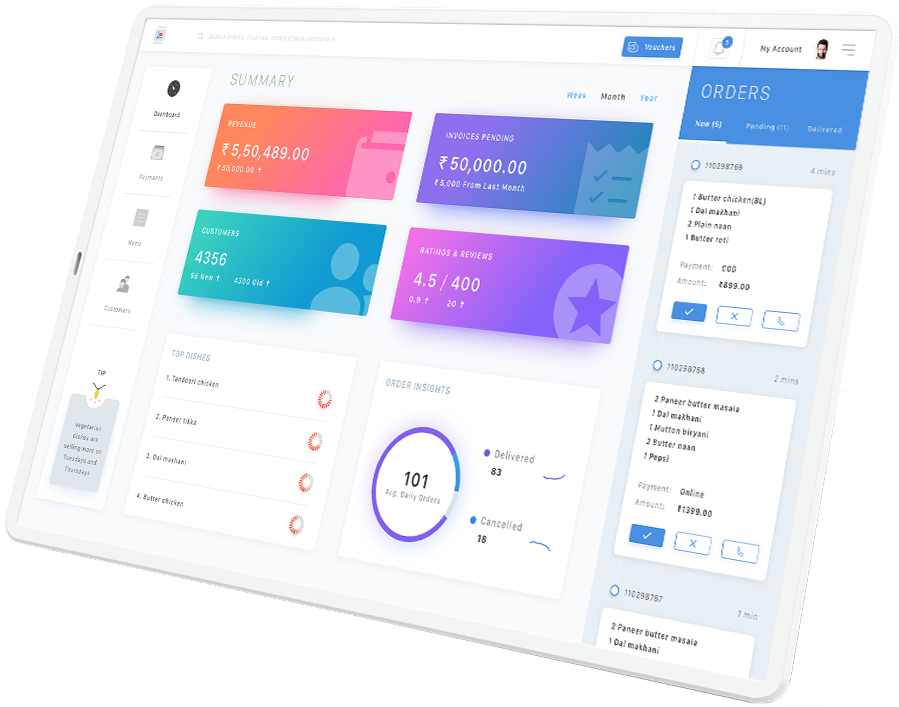 Search orders, invoices, notifications, customers
Vouchers
5
My Account
Dashboard
Payments
Menu
Customers
TIP
Vegetarian
dishes are
selling more on
Tuesdays and
Thursdays
SUMMARY
Week Month Year
REVENUE
₹5,50,489.00
₹50,000.00 ↑
INVOICES PENDING
₹50,000.00
₹5,000 From Last Month
CUSTOMERS
4356
56 New ↑ 4300 Old ↑
RATINGS & REVIEWS
4.5 / 400
0.9 ↑ 20 ↑
TOP DISHES
1. Tandoori chicken
2. Paneer tikka
3. Dal makhani
4. Butter chicken
ORDER INSIGHTS
101
Avg. Daily Orders
Delivered
83
Cancelled
18
ORDERS
New (5) Pending (11) Delivered
110298769 4 mins
1 Butter chicken(BL)
1 Dal makhani
2 Plain naan
1 Butter roti
Payment: COD
Amount: ₹899.00
110298768 2 mins
2 Paneer butter masala
1 Dal makhani
1 Mutton biryani
2 Butter naan
1 Pepsi
Payment: Online
Amount: ₹1399.00
110298767 1 min
2 Paneer butter masala
1 Dal makhani